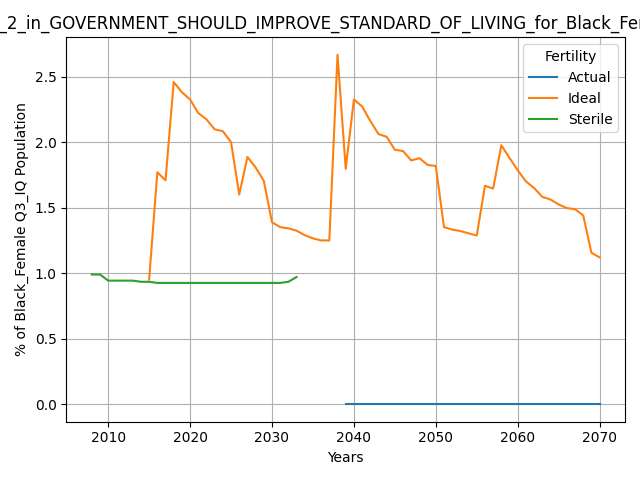 _2_in_GOVERNMENT_SHOULD_IMPROVE_STANDARD_OF_LIVING_for_Black_Fe
Fertility
Actual
Ideal
Sterile
% of Black_Female Q3_IQ Population
2.5
2.0
1.5
1.0
0.5
0.0
2010 2020 2030 2040 2050 2060 2070
Years